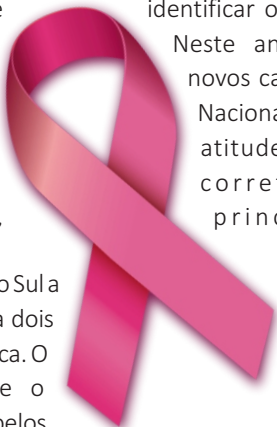 identificar o
Neste an
novos ca
Naciona
atitude
corret
princ
o Sul a
a dois
ca. O
e o
pelos